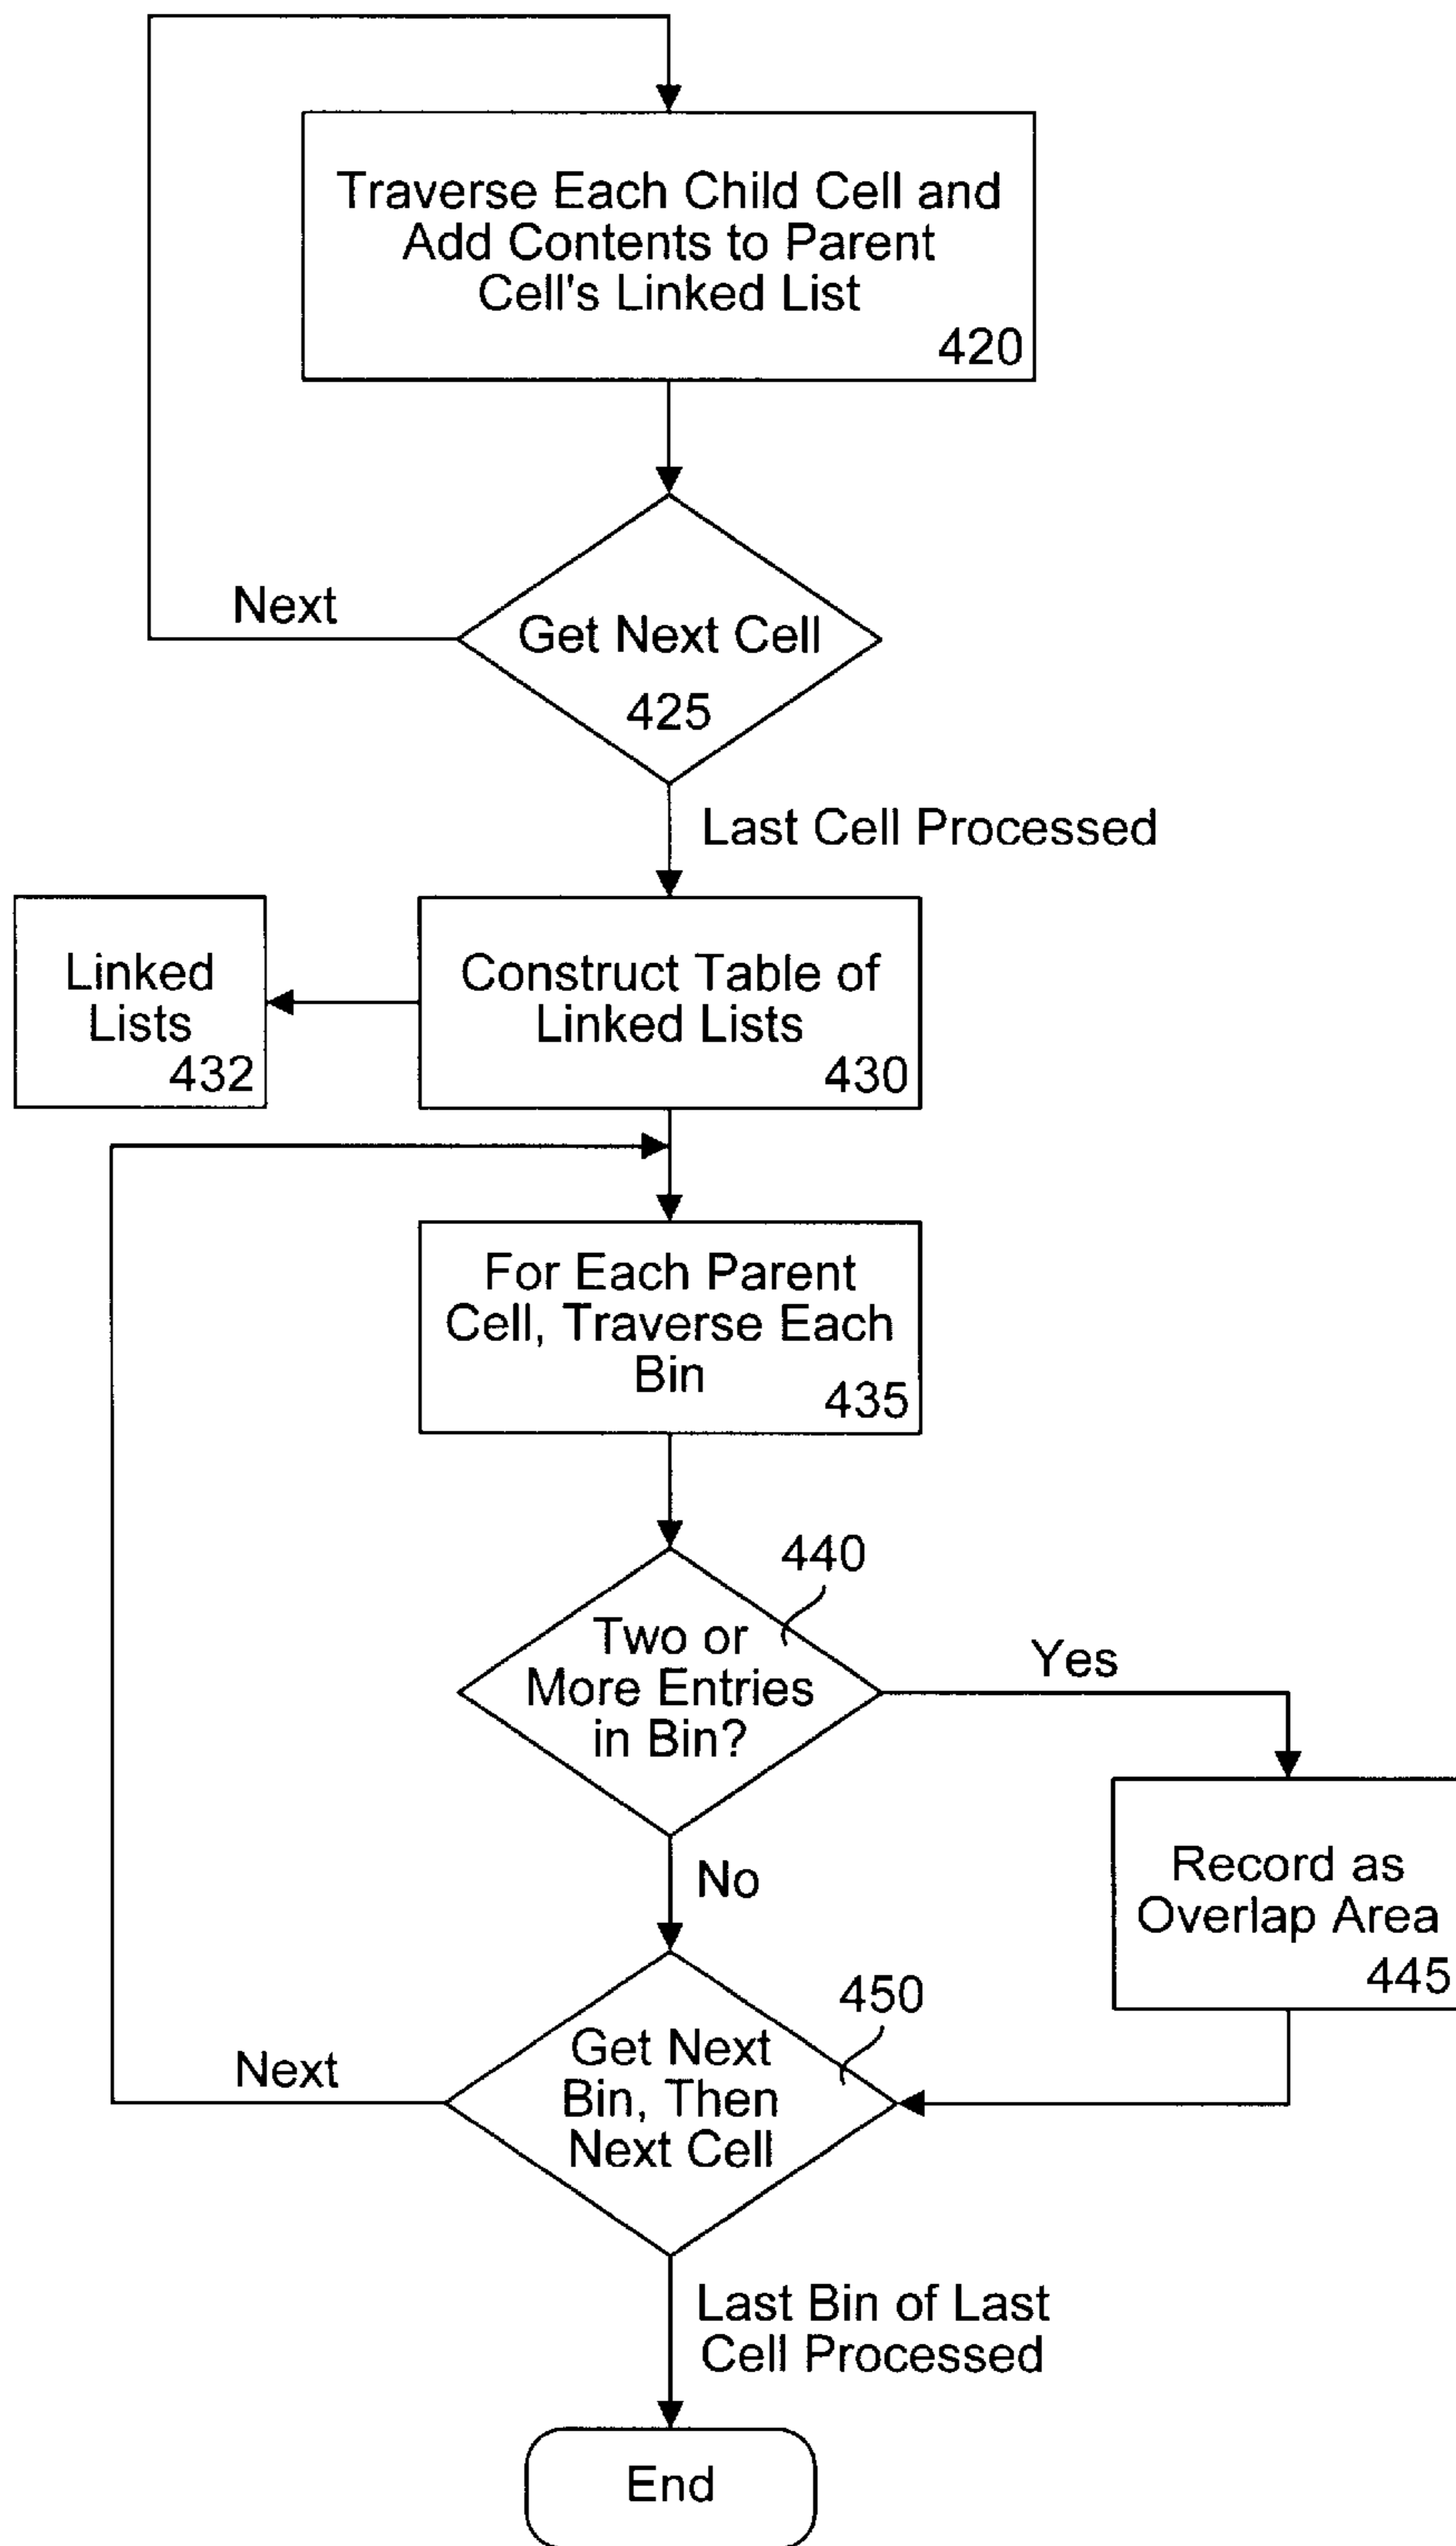 Traverse Each Child Cell and
Add Contents to Parent
Cell's Linked List
420
Next
Get Next Cell
425
Last Cell Processed
Linked
Lists
432
Construct Table of
Linked Lists
430
For Each Parent
Cell, Traverse Each
Bin
435
440
Two or
More Entries
in Bin?
Yes
No
Record as
Overlap Area
445
450
Get Next
Bin, Then
Next Cell
Next
Last Bin of Last
Cell Processed
End